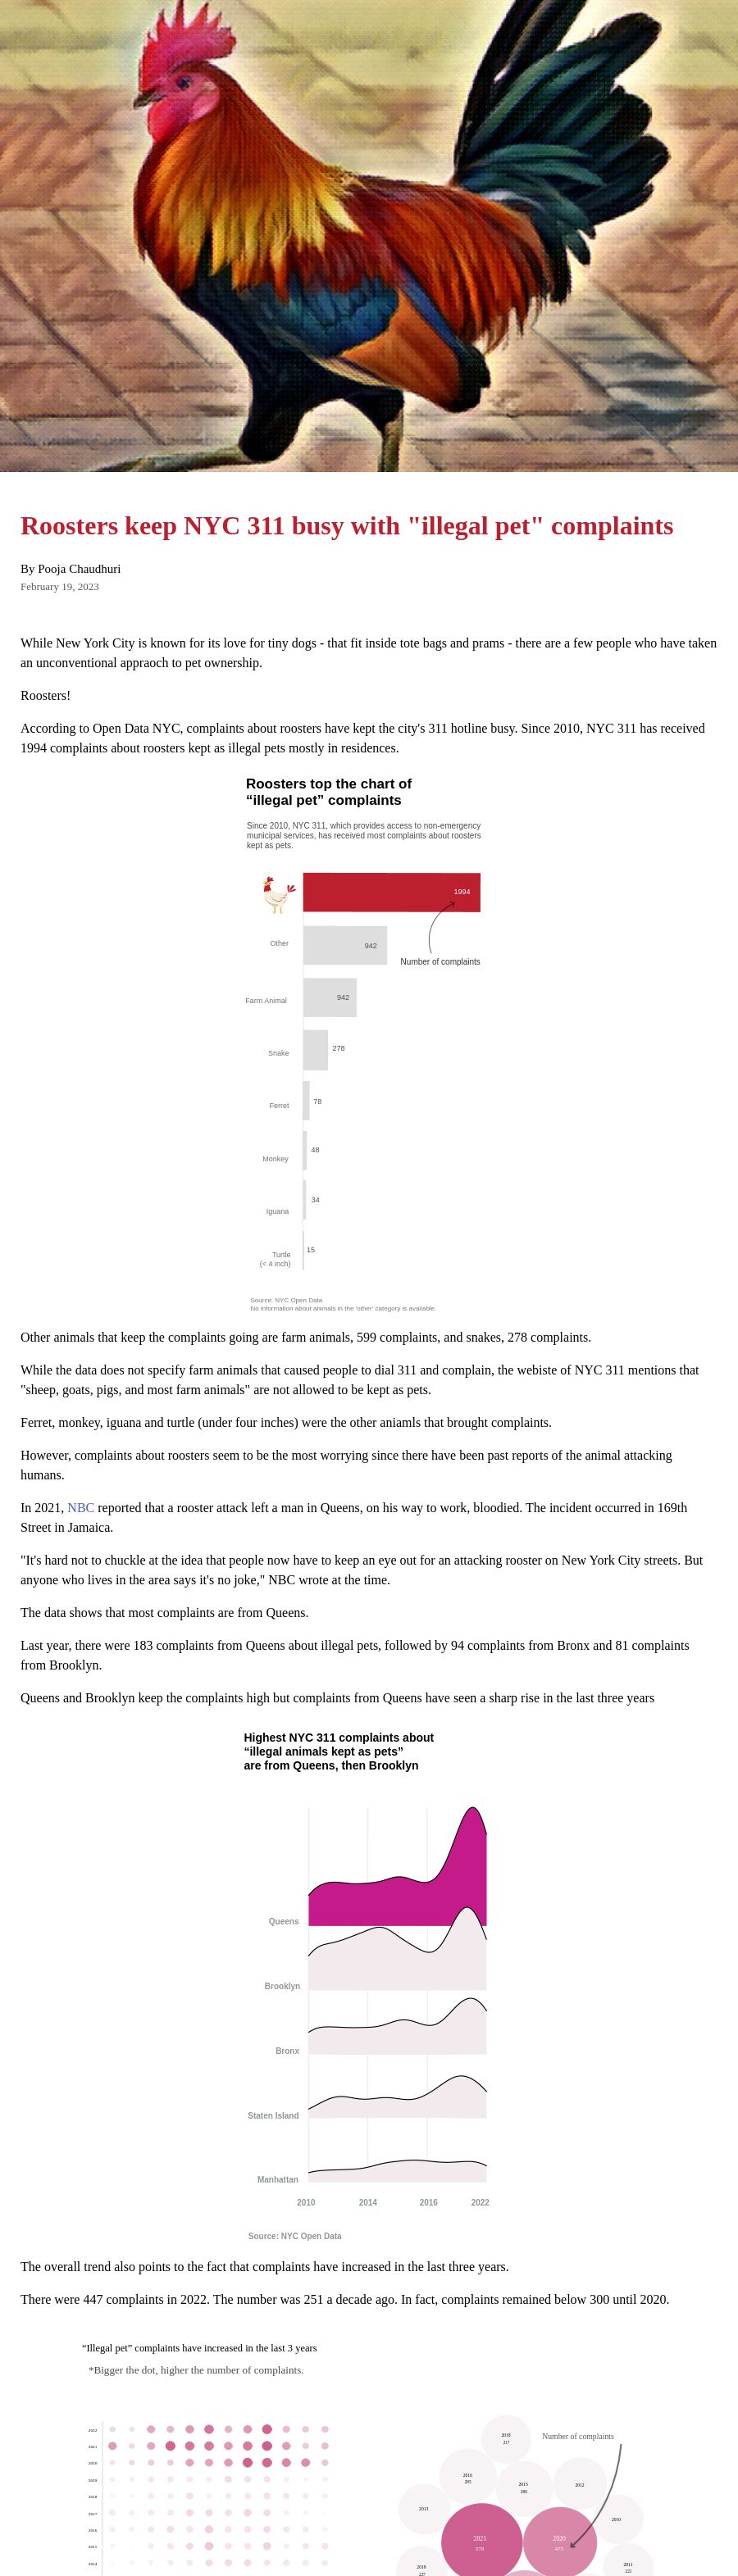 Roosters keep NYC 311 busy with "illegal pet" complaints
By Pooja Chaudhuri
February 19, 2023
While New York City is known for its love for tiny dogs - that fit inside tote bags and prams - there are a few people who have taken
an unconventional appraoch to pet ownership.
Roosters!
According to Open Data NYC, complaints about roosters have kept the city's 311 hotline busy. Since 2010, NYC 311 has received
1994 complaints about roosters kept as illegal pets mostly in residences.
Roosters top the chart of
“illegal pet” complaints
Since 2010, NYC 311, which provides access to non-emergency
municipal services, has received most complaints about roosters
kept as pets.
1994
Other
942
Number of complaints
Farm Animal
942
Snake
278
Ferret
78
Monkey
48
Iguana
34
Turtle
(< 4 inch)
15
Source: NYC Open Data
No information about animals in the 'other' category is available.
Other animals that keep the complaints going are farm animals, 599 complaints, and snakes, 278 complaints.
While the data does not specify farm animals that caused people to dial 311 and complain, the webiste of NYC 311 mentions that
"sheep, goats, pigs, and most farm animals" are not allowed to be kept as pets.
Ferret, monkey, iguana and turtle (under four inches) were the other aniamls that brought complaints.
However, complaints about roosters seem to be the most worrying since there have been past reports of the animal attacking
humans.
In 2021, NBC reported that a rooster attack left a man in Queens, on his way to work, bloodied. The incident occurred in 169th
Street in Jamaica.
"It's hard not to chuckle at the idea that people now have to keep an eye out for an attacking rooster on New York City streets. But
anyone who lives in the area says it's no joke," NBC wrote at the time.
The data shows that most complaints are from Queens.
Last year, there were 183 complaints from Queens about illegal pets, followed by 94 complaints from Bronx and 81 complaints
from Brooklyn.
Queens and Brooklyn keep the complaints high but complaints from Queens have seen a sharp rise in the last three years
Highest NYC 311 complaints about
“illegal animals kept as pets”
are from Queens, then Brooklyn
Queens
Brooklyn
Bronx
Staten Island
Manhattan
2010 2014 2016 2022
Source: NYC Open Data
The overall trend also points to the fact that complaints have increased in the last three years.
There were 447 complaints in 2022. The number was 251 a decade ago. In fact, complaints remained below 300 until 2020.
“Illegal pet” complaints have increased in the last 3 years
*Bigger the dot, higher the number of complaints.
2022
2021
2020
2019
2018
2017
2016
2015
2014
Number of complaints
217
2016
285
2015
286
2012
2013
2010
2021
578
2020
475
2011
223
227